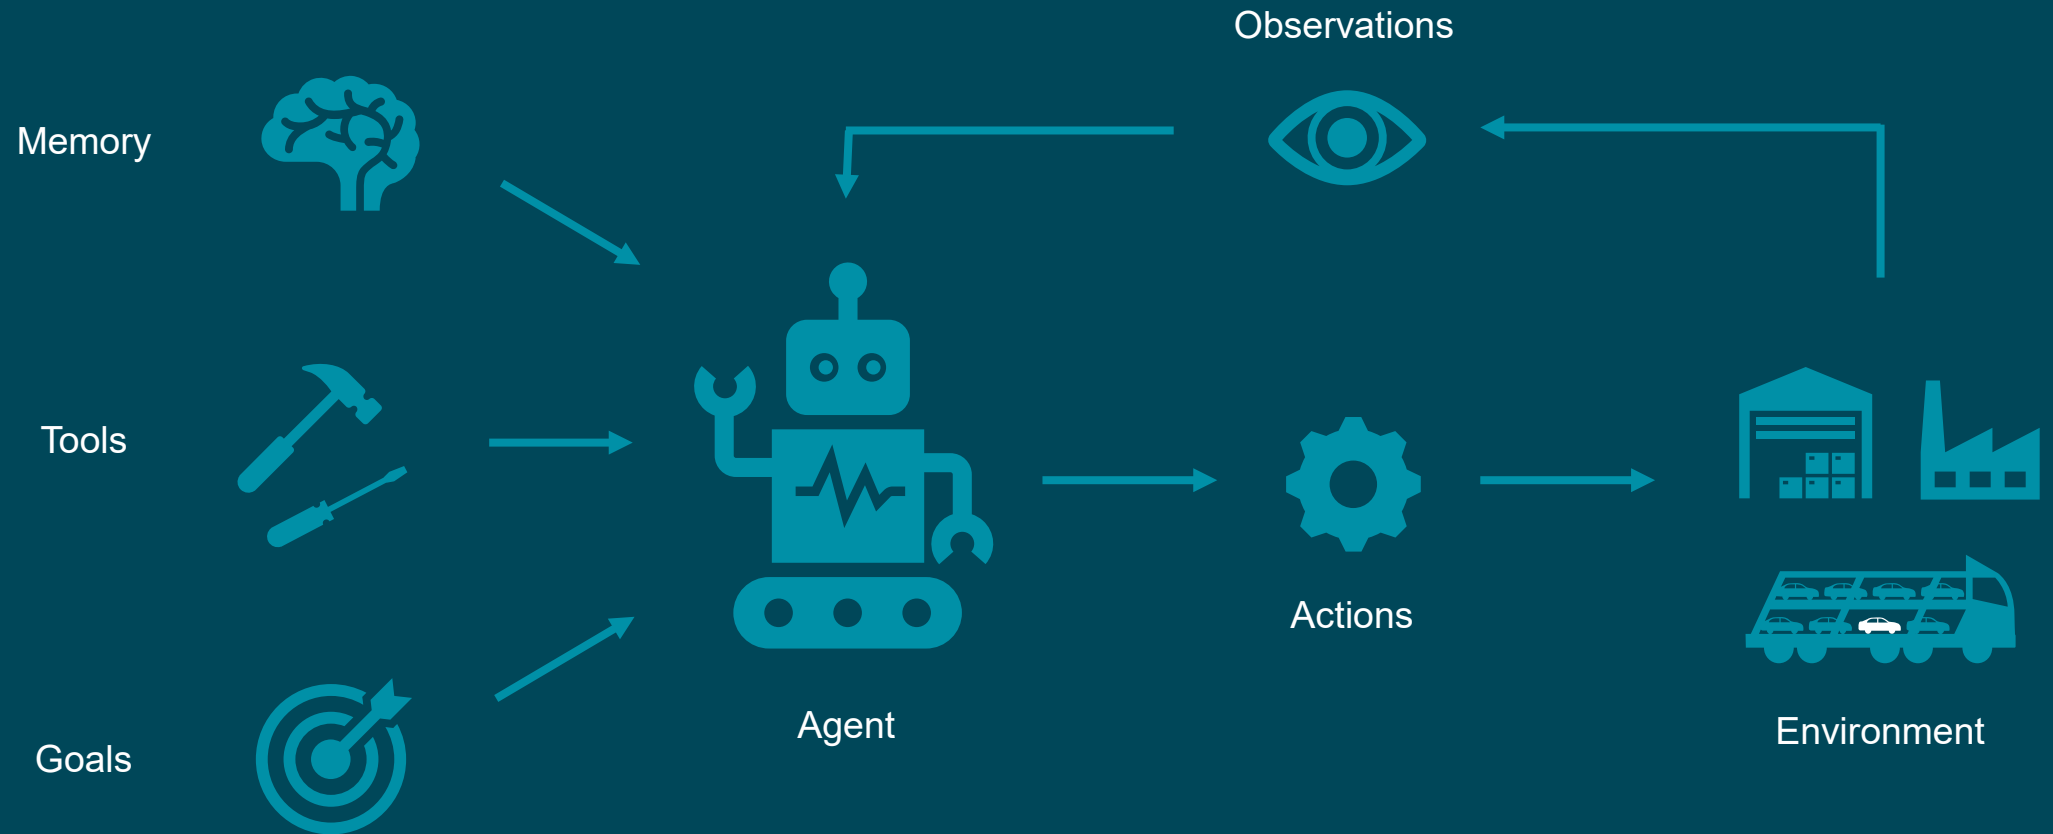 Observations
Memory
Tools
Actions
Agent
Environment
Goals